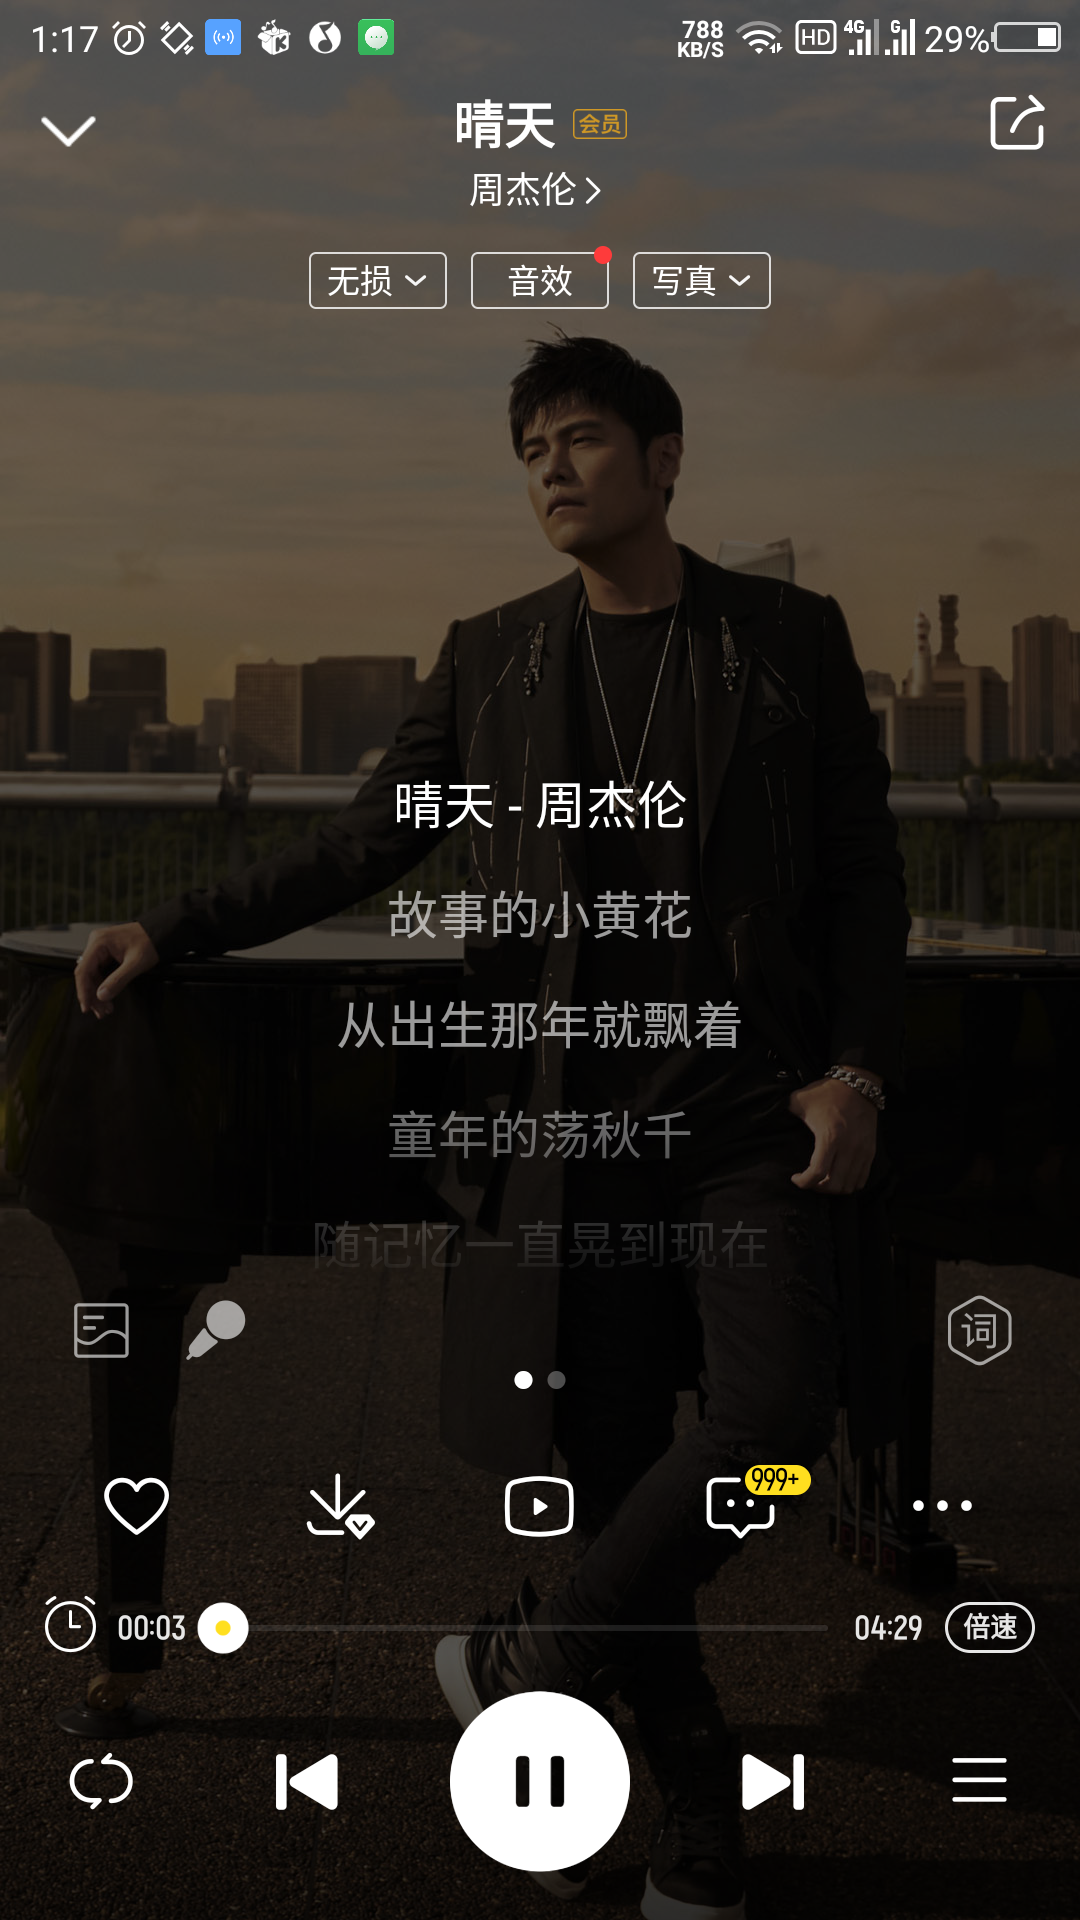 1:17
788 KB/S
HD
4G
G
29%
晴天 会员
周杰伦
无损
音效
写真
晴天 - 周杰伦
故事的小黄花
从出生那年就飘着
童年的荡秋千
随记忆一直晃到现在
词
999+
00:03
04:29
倍速